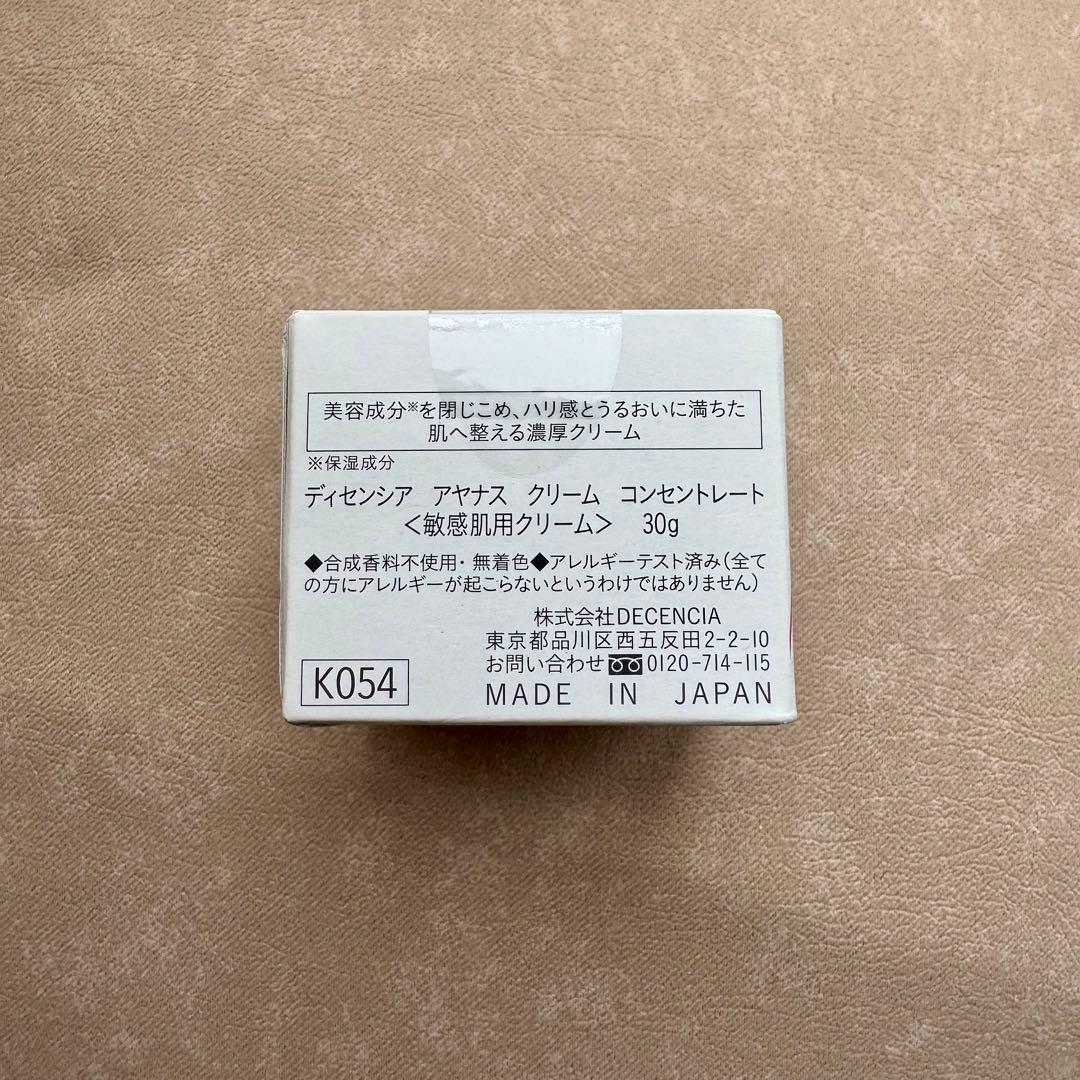 美容成分※を閉じこめ、ハリ感とうるおいに満ちた
肌へ整える濃厚クリーム
※保湿成分
ディセンシア　アヤナス　クリーム　コンセントレート
＜敏感肌用クリーム＞　30g
◆合成香料不使用・無着色◆アレルギーテスト済み（全て
の方にアレルギーが起こらないというわけではありません）
株式会社DECENCIA
東京都品川区西五反田2-2-10
お問い合わせ 0120-714-115
K054
MADE IN JAPAN